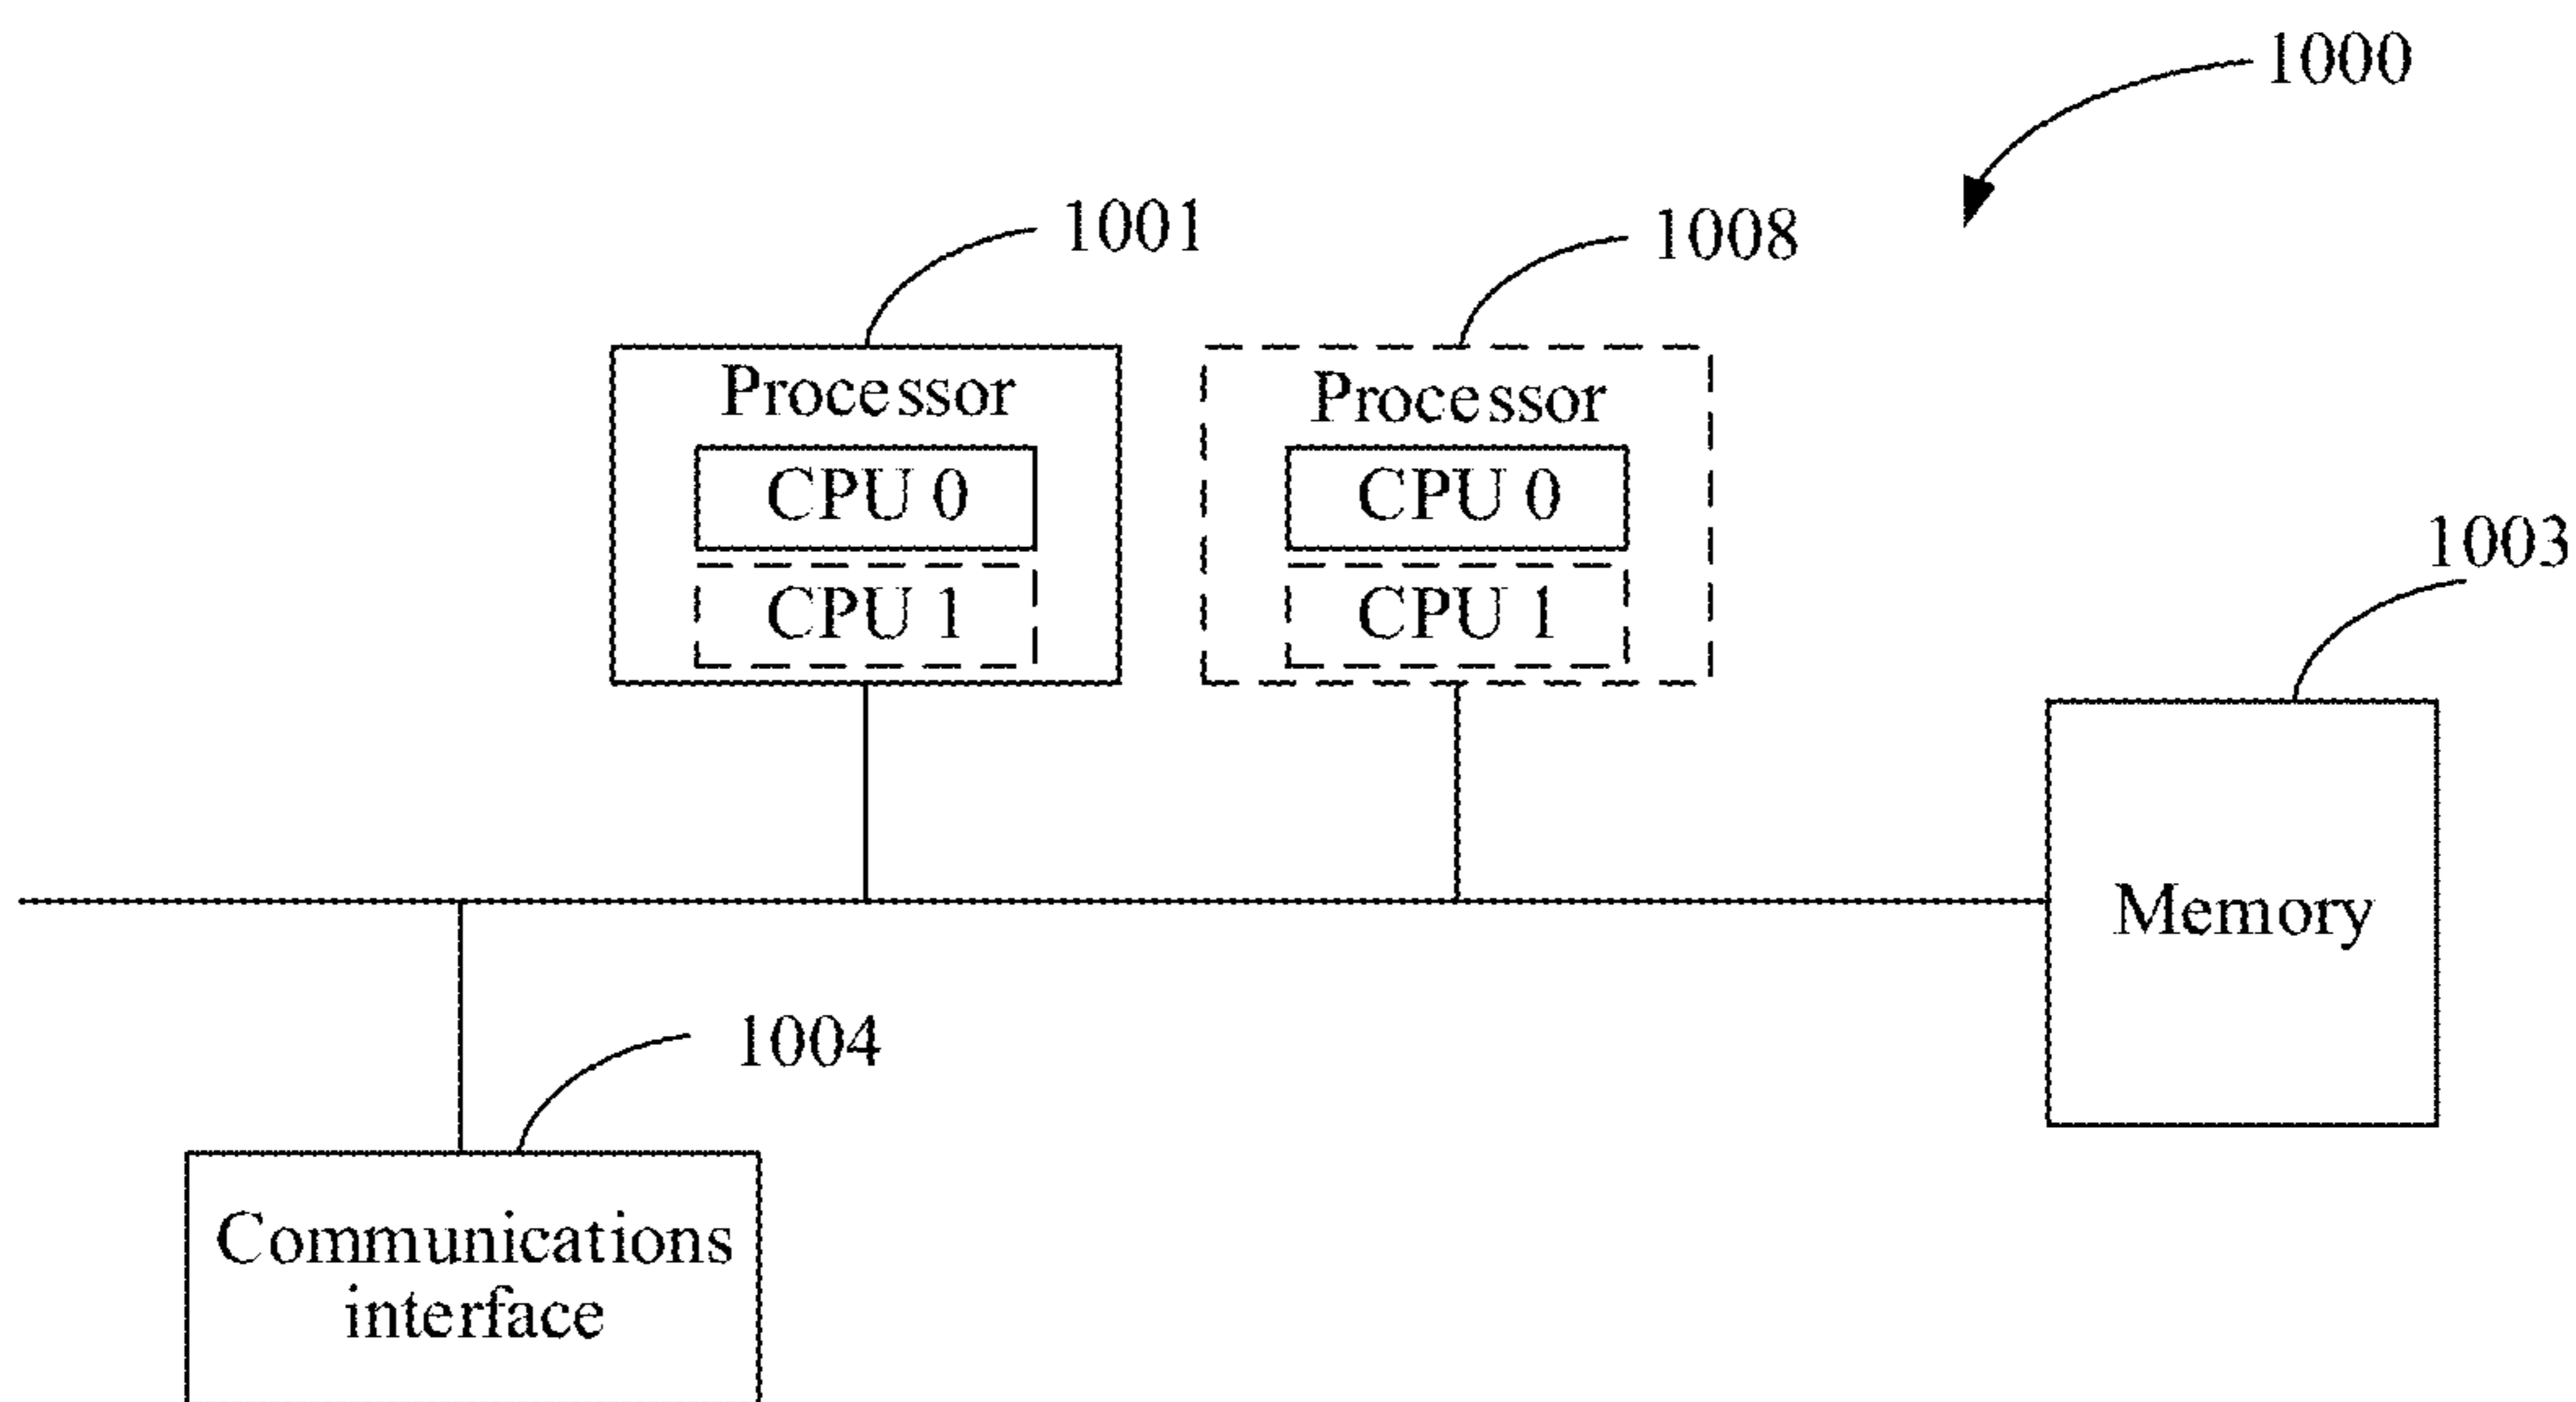 1000
1001
1008
Processor
CPU 0
CPU 1
Processor
CPU 0
CPU 1
1003
Memory
1004
Communications
interface